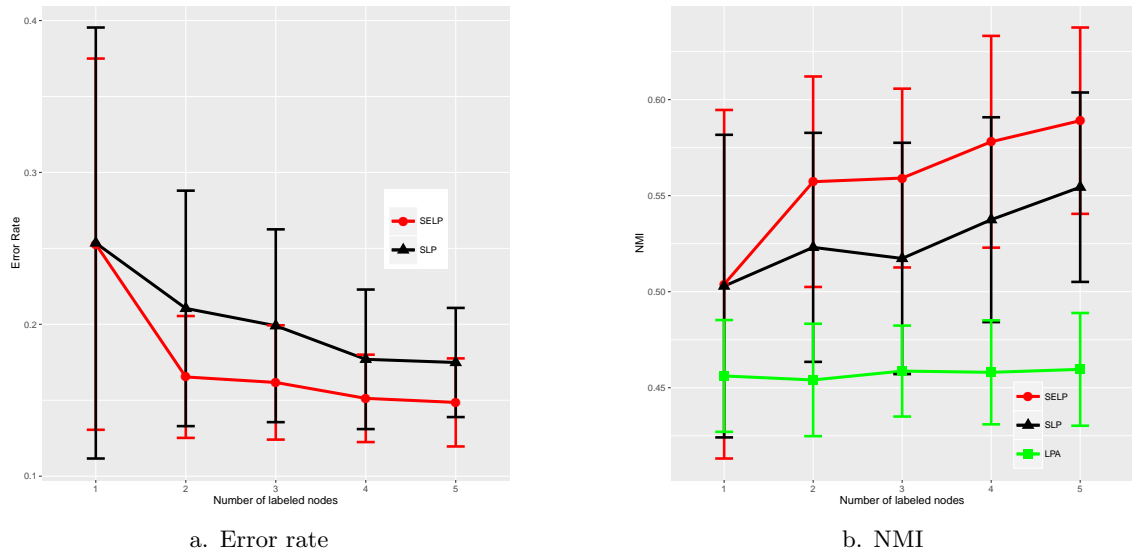 Error Rate
0.4
0.3
0.2
0.1
1 2 3 4 5
Number of labeled nodes
SELP
SLP
a. Error rate
NMI
0.60
0.55
0.50
0.45
1 2 3 4 5
Number of labeled nodes
SELP
SLP
LPA
b. NMI